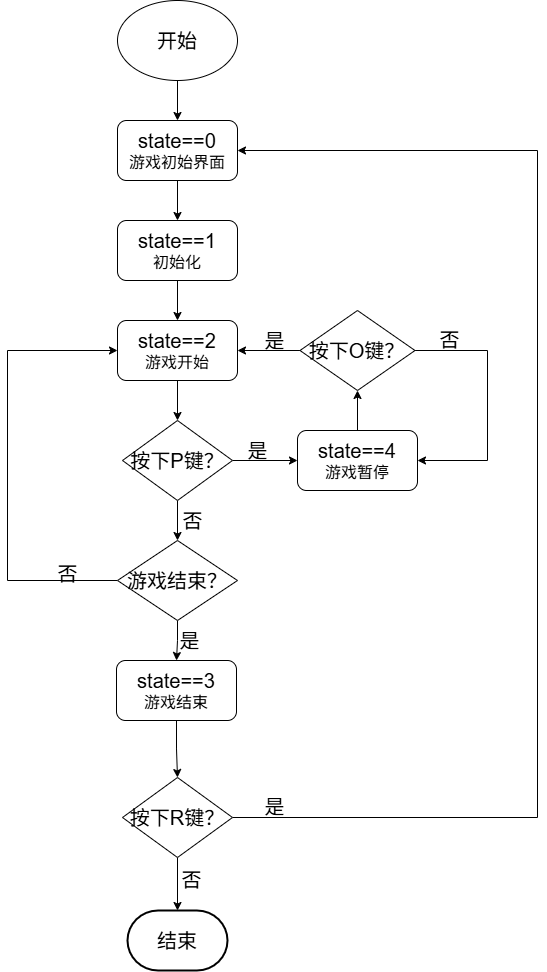 开始
state==0
游戏初始界面
state==1
初始化
state==2
游戏开始
是
按下O键？
否
按下P键？
是
state==4
游戏暂停
否
游戏结束？
否
是
state==3
游戏结束
按下R键？
是
否
结束